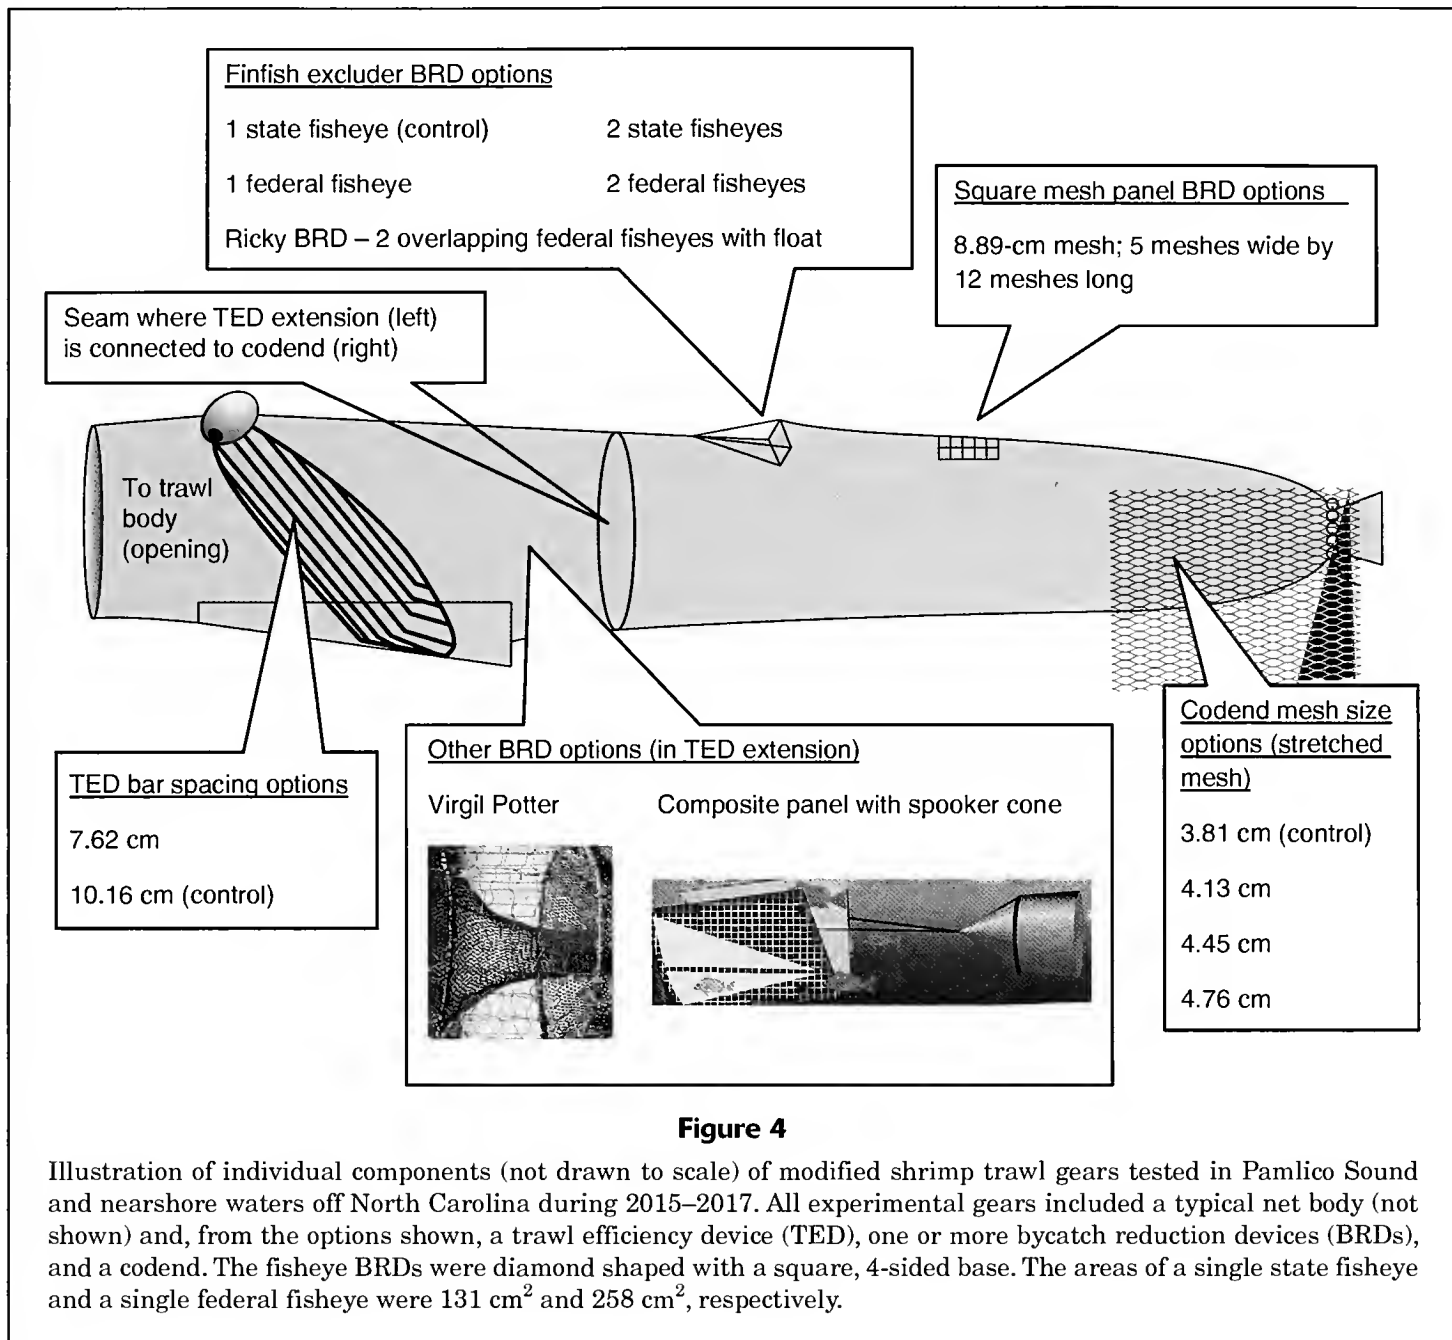 Finfish excluder BRD options
1 state fisheye (control) 2 state fisheyes
1 federal fisheye 2 federal fisheyes
Ricky BRD – 2 overlapping federal fisheyes with float
Square mesh panel BRD options
8.89-cm mesh; 5 meshes wide by
12 meshes long
Seam where TED extension (left)
is connected to codend (right)
To trawl
body
(opening)
TED bar spacing options
7.62 cm
10.16 cm (control)
Other BRD options (in TED extension)
Virgil Potter Composite panel with spooker cone
Codend mesh size
options (stretched
mesh)
3.81 cm (control)
4.13 cm
4.45 cm
4.76 cm
Figure 4
Illustration of individual components (not drawn to scale) of modified shrimp trawl gears tested in Pamlico Sound
and nearshore waters off North Carolina during 2015–2017. All experimental gears included a typical net body (not
shown) and, from the options shown, a trawl efficiency device (TED), one or more bycatch reduction devices (BRDs),
and a codend. The fisheye BRDs were diamond shaped with a square, 4-sided base. The areas of a single state fisheye
and a single federal fisheye were 131 cm² and 258 cm², respectively.